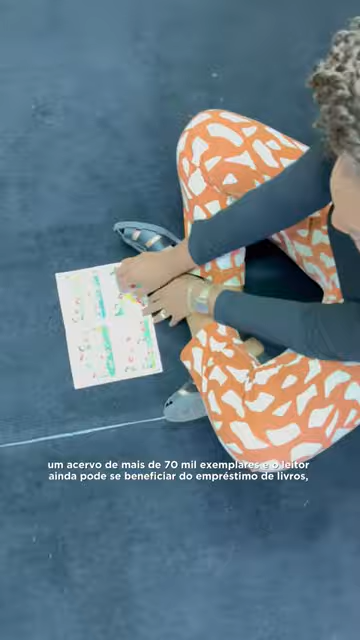 um acervo de mais de 70 mil exemplares e o leitor
ainda pode se beneficiar do empréstimo de livros,